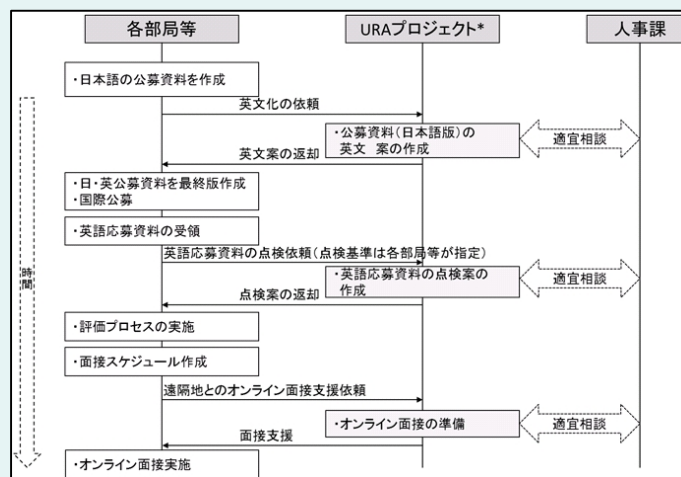 各部局等
URAプロジェクト*
人事課
・日本語の公募資料を作成
英文化の依頼
・公募資料(日本語版)の
英文 案の作成
適宜相談
英文案の返却
・日・英公募資料を最終版作成
・国際公募
・英語応募資料の受領
英語応募資料の点検依頼(点検基準は各部局等が指定)
時間
・英語応募資料の点検案の
作成
適宜相談
点検案の返却
・評価プロセスの実施
・面接スケジュール作成
遠隔地とのオンライン面接支援依頼
・オンライン面接の準備
適宜相談
面接支援
・オンライン面接実施